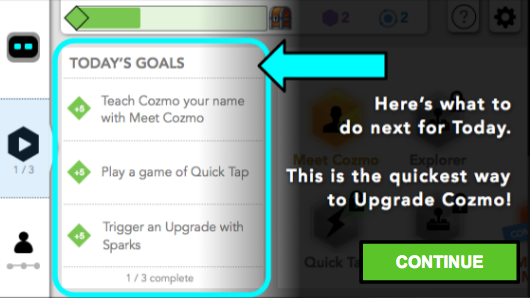 2
2
?
TODAY'S GOALS
+5
Teach Cozmo your name
with Meet Cozmo
+5
Play a game of Quick Tap
+5
Trigger an Upgrade with
Sparks
1 / 3 complete
1 / 3
Here's what to
do next for Today.
This is the quickest way
to Upgrade Cozmo!
Meet Cozmo
Explorer
Quick Ta
CONTINUE